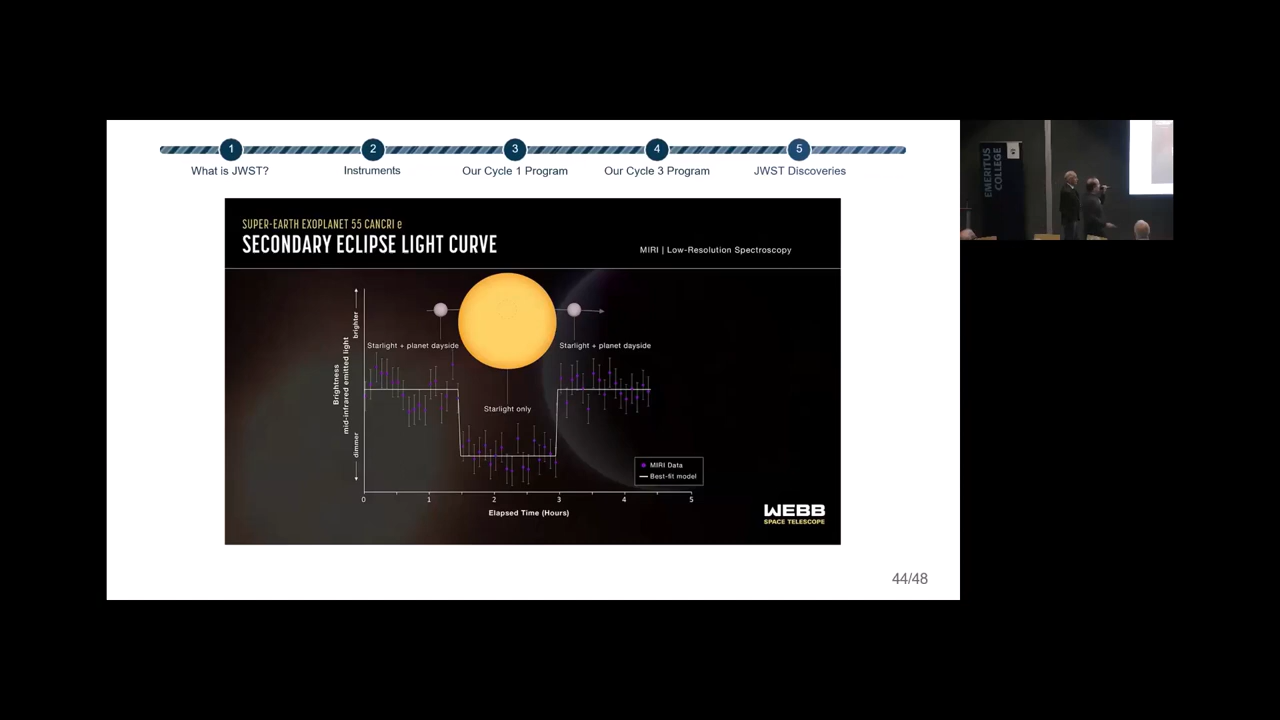 1
2
3
4
5
What is JWST?
Instruments
Our Cycle 1 Program
Our Cycle 3 Program
JWST Discoveries
SUPER-EARTH EXOPLANET 55 CANCRI e
SECONDARY ECLIPSE LIGHT CURVE
MIRI | Low-Resolution Spectroscopy
brighter
Brightness
mid-infrared emitted light
dimmer
Starlight + planet dayside
Starlight + planet dayside
Starlight only
MIRI Data
Best-fit model
0
1
2
3
4
5
Elapsed Time (Hours)
WEBB
SPACE TELESCOPE
44/48
EMERITUS
COLLEGE